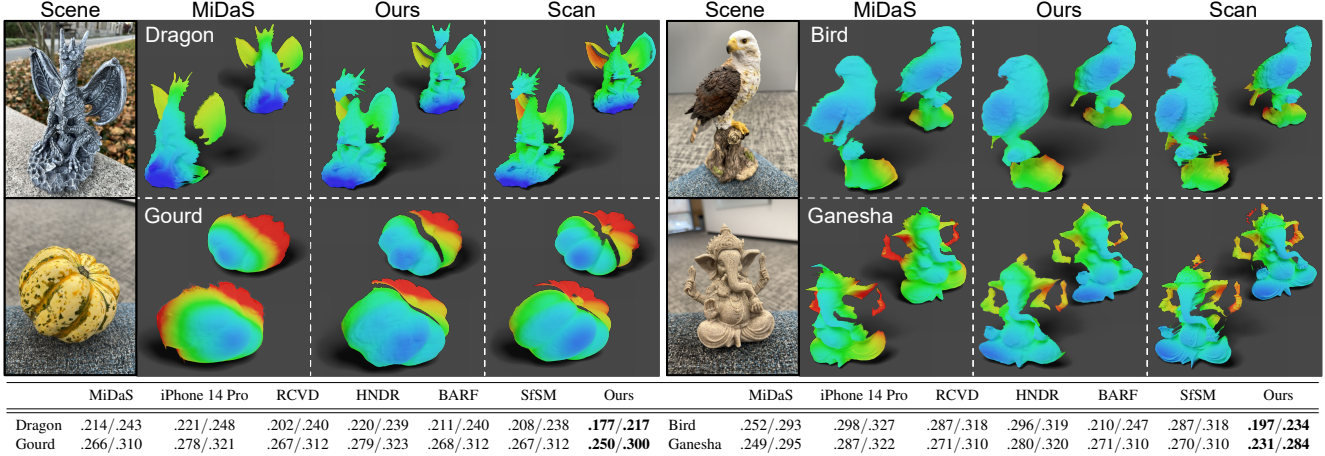 Scene MiDaS Ours Scan Scene MiDaS Ours Scan
Dragon Bird
Gourd Ganesha
MiDaS iPhone 14 Pro RCVD HNDR BARF SfSM Ours MiDaS iPhone 14 Pro RCVD HNDR BARF SfSM Ours
Dragon .214/.243 .221/.248 .202/.240 .220/.239 .211/.240 .208/.238 .177/.217 Bird .252/.293 .298/.327 .287/.318 .296/.319 .210/.247 .287/.318 .197/.234
Gourd .266/.310 .278/.321 .267/.312 .279/.323 .268/.312 .267/.312 .250/.300 Ganesha .249/.295 .287/.322 .271/.310 .280/.320 .271/.310 .270/.310 .231/.284